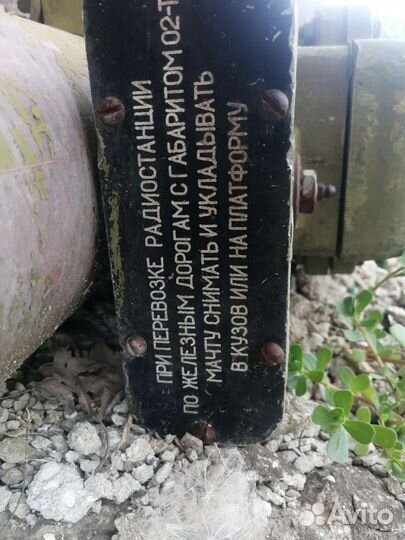 ПРИ ПЕРЕВОЗКЕ РАДИОСТАНЦИИ
ПО ЖЕЛЕЗНЫМ ДОРОГАМ С ГАБАРИТОМ 02-Т
МАЧТУ СНИМАТЬ И УКЛАДЫВАТЬ
В КУЗОВ ИЛИ НА ПЛАТФОРМУ
Avito